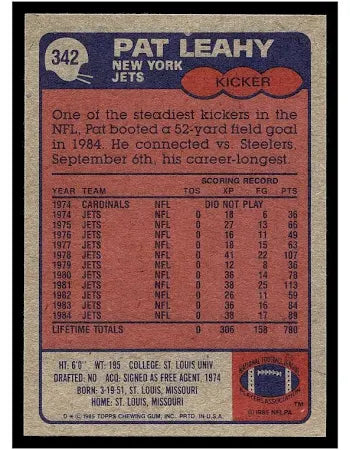 342
PAT LEAHY
NEW YORK
JETS
KICKER
One of the steadiest kickers in the
NFL, Pat booted a 52-yard field goal
in 1984. He connected vs. Steelers,
September 6th, his career-longest.
SCORING RECORD
YEAR TEAM TDS XP FG PTS
1974 CARDINALS NFL DID NOT PLAY
1974 JETS NFL 0 18 6 36
1975 JETS NFL 0 27 13 66
1976 JETS NFL 0 16 11 49
1977 JETS NFL 0 18 15 63
1978 JETS NFL 0 41 22 107
1979 JETS NFL 0 12 8 36
1980 JETS NFL 0 36 14 78
1981 JETS NFL 0 38 25 113
1982 JETS NFL 0 26 11 59
1983 JETS NFL 0 36 16 84
1984 JETS NFL 0 38 17 89
LIFETIME TOTALS 0 306 158 780
HT: 6'0" WT: 195 COLLEGE: ST. LOUIS UNIV.
DRAFTED: NO ACQ: SIGNED AS FREE AGENT, 1974
BORN: 3-19-51, ST. LOUIS, MISSOURI
HOME: ST. LOUIS, MISSOURI
D * © 1985 TOPPS CHEWING GUM, INC. PRTD. IN U.S.A.
NATIONAL FOOTBALL LEAGUE
PLAYERS ASSOCIATION
© 1985 NFLPA